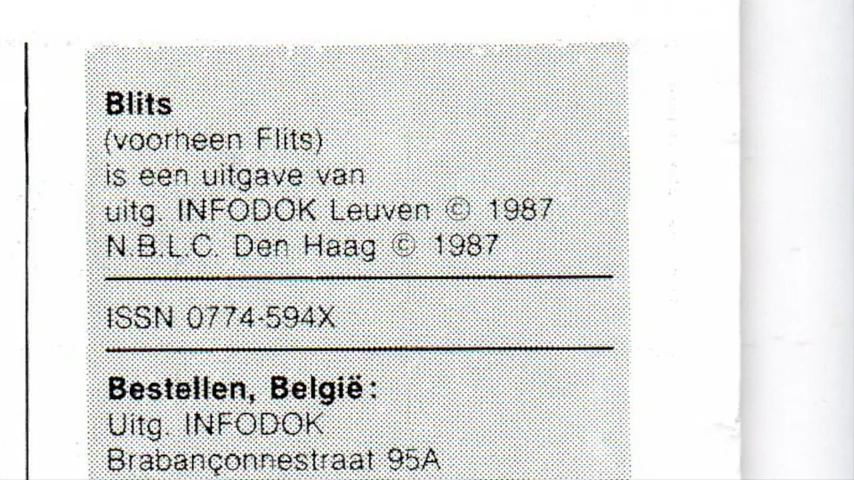 Blits
(voorheen Flits)
is een uitgave van
uitg. INFODOK Leuven © 1987
N.B.L.C. Den Haag © 1987
ISSN 0774-594X
Bestellen, België:
Uitg. INFODOK
Brabançonnestraat 95A